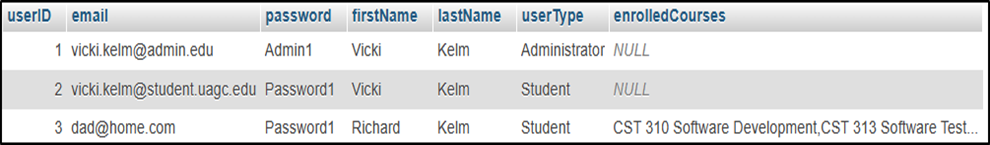 userID email password firstName lastName userType enrolledCourses
1 vicki.kelm@admin.edu Admin1 Vicki Kelm Administrator NULL
2 vicki.kelm@student.uagc.edu Password1 Vicki Kelm Student NULL
3 dad@home.com Password1 Richard Kelm Student CST 310 Software Development,CST 313 Software Test...